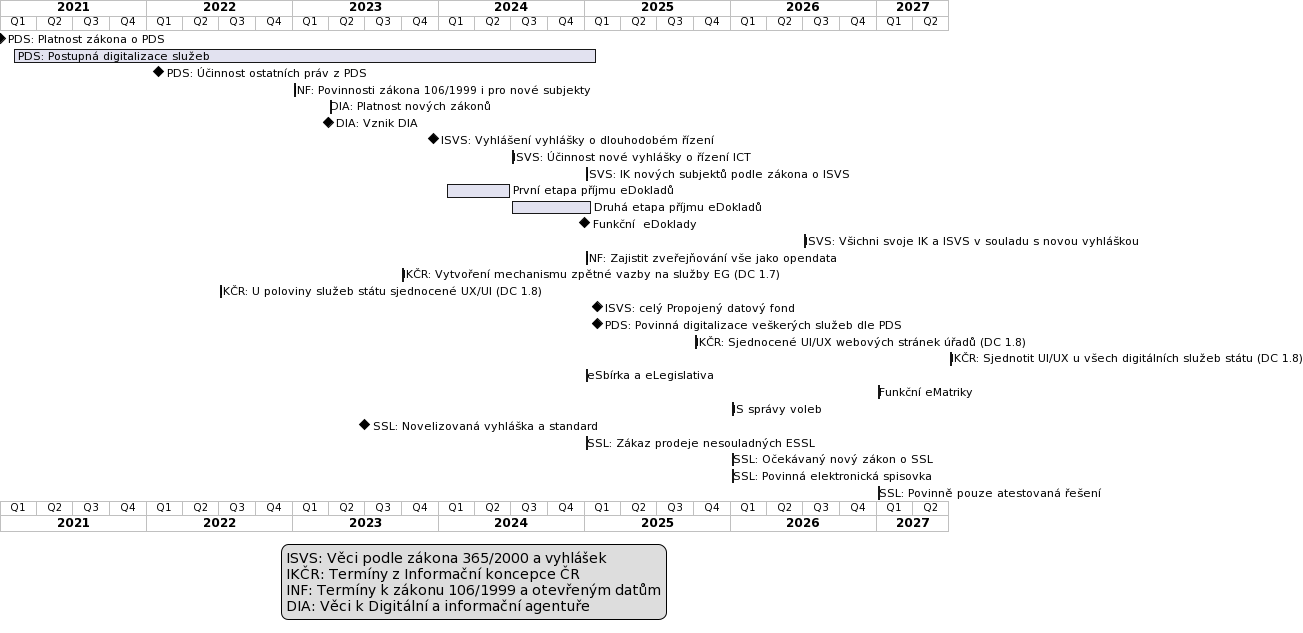 2021 2022 2023 2024 2025 2026 2027
Q1 Q2 Q3 Q4 Q1 Q2 Q3 Q4 Q1 Q2 Q3 Q4 Q1 Q2 Q3 Q4 Q1 Q2 Q3 Q4 Q1 Q2 Q3 Q4 Q1 Q2
PDS: Platnost zákona o PDS
PDS: Postupná digitalizace služeb
PDS: Účinnost ostatních práv z PDS
NF: Povinnosti zákona 106/1999 i pro nové subjekty
DIA: Platnost nových zákonů
DIA: Vznik DIA
ISVS: Vyhlášení vyhlášky o dlouhodobém řízení
ISVS: Účinnost nové vyhlášky o řízení ICT
SVS: IK nových subjektů podle zákona o ISVS
První etapa příjmu eDokladů
Druhá etapa příjmu eDokladů
Funkční eDoklady
ISVS: Všichni svoje IK a ISVS v souladu s novou vyhláškou
NF: Zajistit zveřejňování vše jako opendata
IKČR: Vytvoření mechanismu zpětné vazby na služby EG (DC 1.7)
KČR: U poloviny služeb státu sjednocené UX/UI (DC 1.8)
ISVS: celý Propojený datový fond
PDS: Povinná digitalizace veškerých služeb dle PDS
IKČR: Sjednocené UI/UX webových stránek úřadů (DC 1.8)
IKČR: Sjednotit UI/UX u všech digitálních služeb státu (DC 1.8)
eSbírka a eLegislativa
Funkční eMatriky
IS správy voleb
SSL: Novelizovaná vyhláška a standard
SSL: Zákaz prodeje nesouladných ESSL
SSL: Očekávaný nový zákon o SSL
SSL: Povinná elektronická spisovka
SSL: Povinně pouze atestovaná řešení
Q1 Q2 Q3 Q4 Q1 Q2 Q3 Q4 Q1 Q2 Q3 Q4 Q1 Q2 Q3 Q4 Q1 Q2 Q3 Q4 Q1 Q2 Q3 Q4 Q1 Q2
2021 2022 2023 2024 2025 2026 2027
ISVS: Věci podle zákona 365/2000 a vyhlášek
IKČR: Termíny z Informační koncepce ČR
INF: Termíny k zákonu 106/1999 a otevřeným datům
DIA: Věci k Digitální a informační agentuře